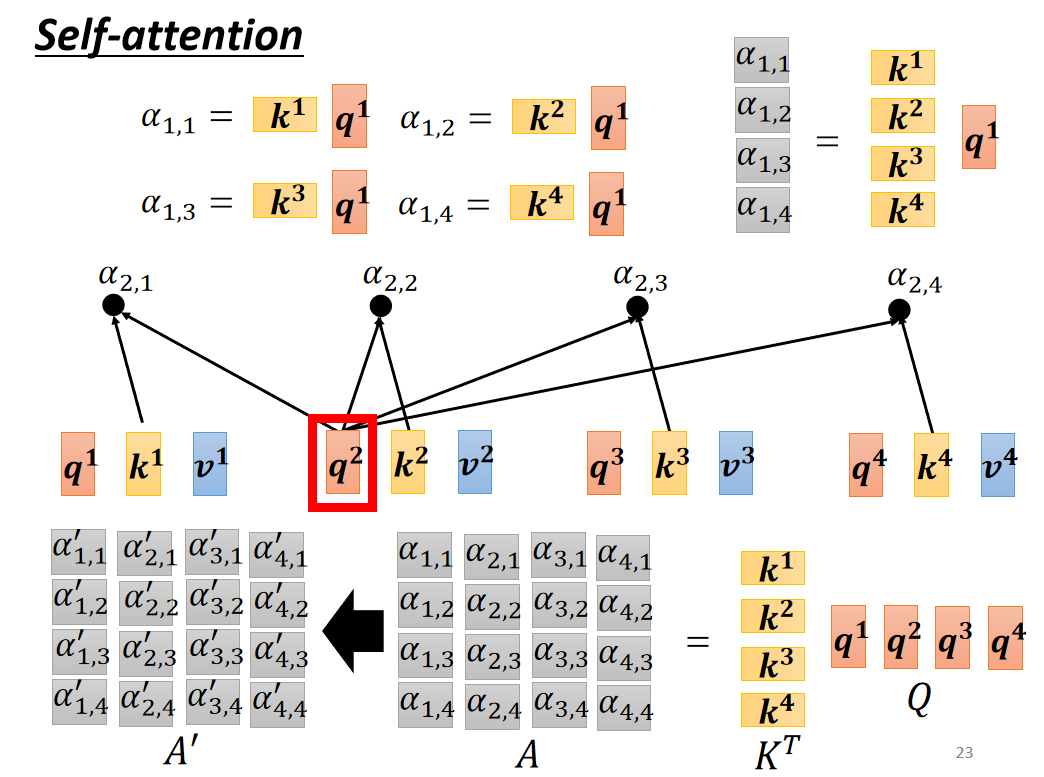 Self-attention
α1,1 = k¹ q¹ α1,2 = k² q¹
α1,3 = k³ q¹ α1,4 = k⁴ q¹
α1,1
α1,2
α1,3
α1,4
=
k¹
k²
k³
k⁴
q¹
α2,1 α2,2 α2,3 α2,4
q¹ k¹ v¹ q² k² v² q³ k³ v³ q⁴ k⁴ v⁴
α′1,1 α′2,1 α′3,1 α′4,1
α′1,2 α′2,2 α′3,2 α′4,2
α′1,3 α′2,3 α′3,3 α′4,3
α′1,4 α′2,4 α′3,4 α′4,4
A′
α1,1 α2,1 α3,1 α4,1
α1,2 α2,2 α3,2 α4,2
α1,3 α2,3 α3,3 α4,3
α1,4 α2,4 α3,4 α4,4
A
=
k¹
k²
k³
k⁴
Kᵀ
q¹ q² q³ q⁴
Q
23